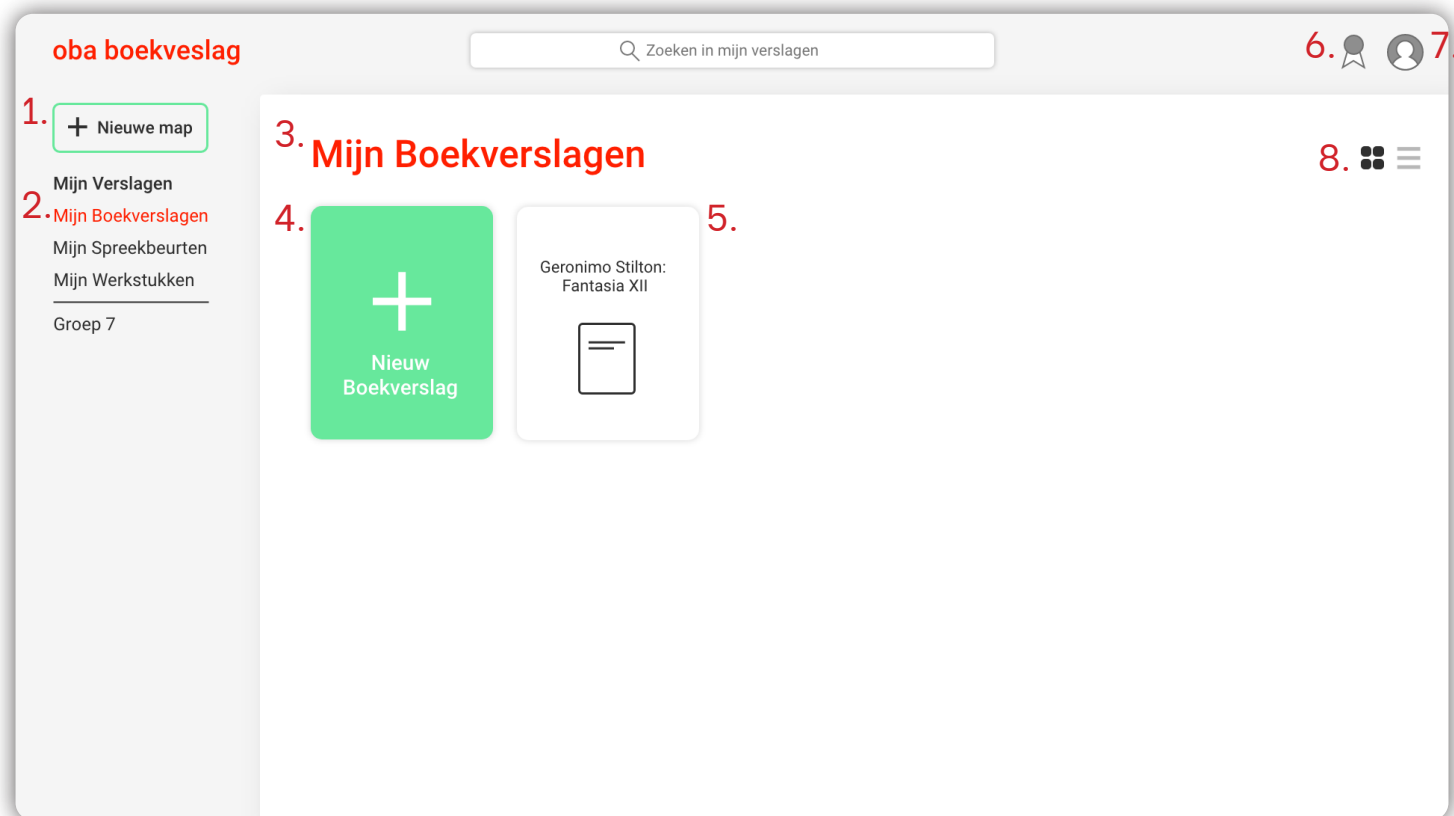 oba boekveslag
Zoeken in mijn verslagen
6.
7.
1.
Nieuwe map
Mijn Verslagen
2.
Mijn Boekverslagen
Mijn Spreekbeurten
Mijn Werkstukken
Groep 7
3.
Mijn Boekverslagen
8.
4.
Nieuw
Boekverslag
5.
Geronimo Stilton:
Fantasia XII